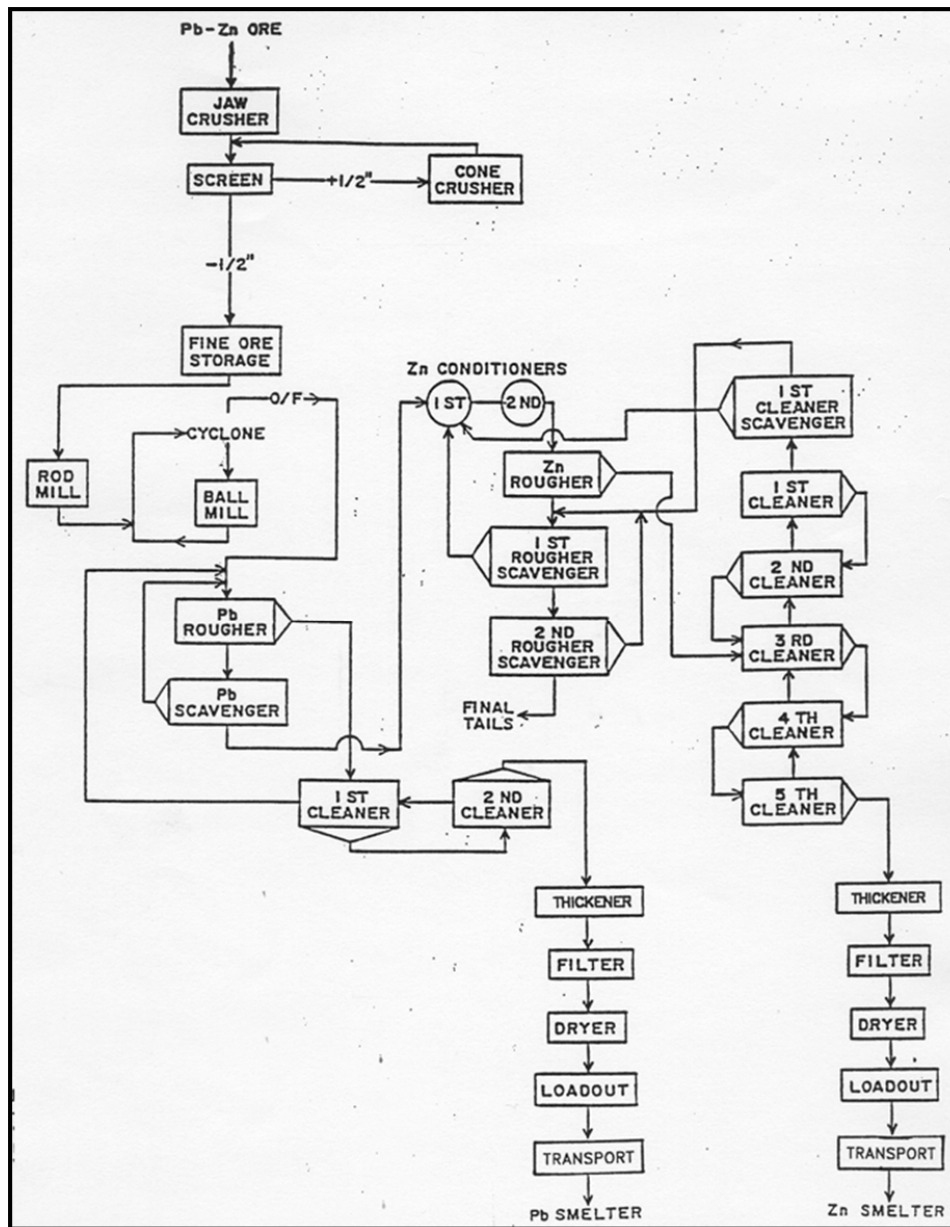 Pb-Zn ORE
JAW
CRUSHER
SCREEN
+1/2"
CONE
CRUSHER
-1/2"
FINE ORE
STORAGE
O/F
CYCLONE
ROD
MILL
BALL
MILL
Pb
ROUGHER
Pb
SCAVENGER
1 ST
CLEANER
2 ND
CLEANER
Zn CONDITIONERS
1 ST
2 ND
Zn
ROUGHER
1 ST
ROUGHER
SCAVENGER
2 ND
ROUGHER
SCAVENGER
FINAL
TAILS
1 ST
CLEANER
SCAVENGER
1 ST
CLEANER
2 ND
CLEANER
3 RD
CLEANER
4 TH
CLEANER
5 TH
CLEANER
THICKENER
FILTER
DRYER
LOADOUT
TRANSPORT
Pb SMELTER
THICKENER
FILTER
DRYER
LOADOUT
TRANSPORT
Zn SMELTER